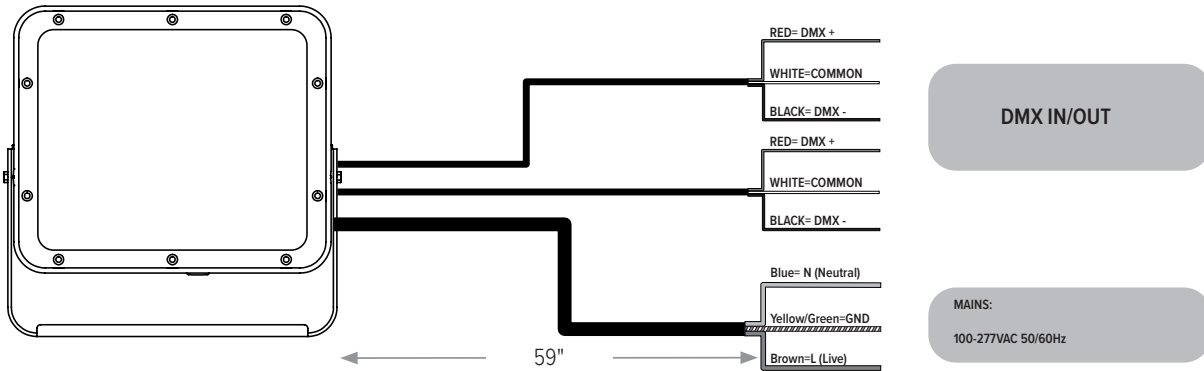 RED= DMX +
WHITE=COMMON
BLACK= DMX -
DMX IN/OUT
RED= DMX +
WHITE=COMMON
BLACK= DMX -
Blue= N (Neutral)
Yellow/Green=GND
Brown=L (Live)
MAINS:
100-277VAC 50/60Hz
59"